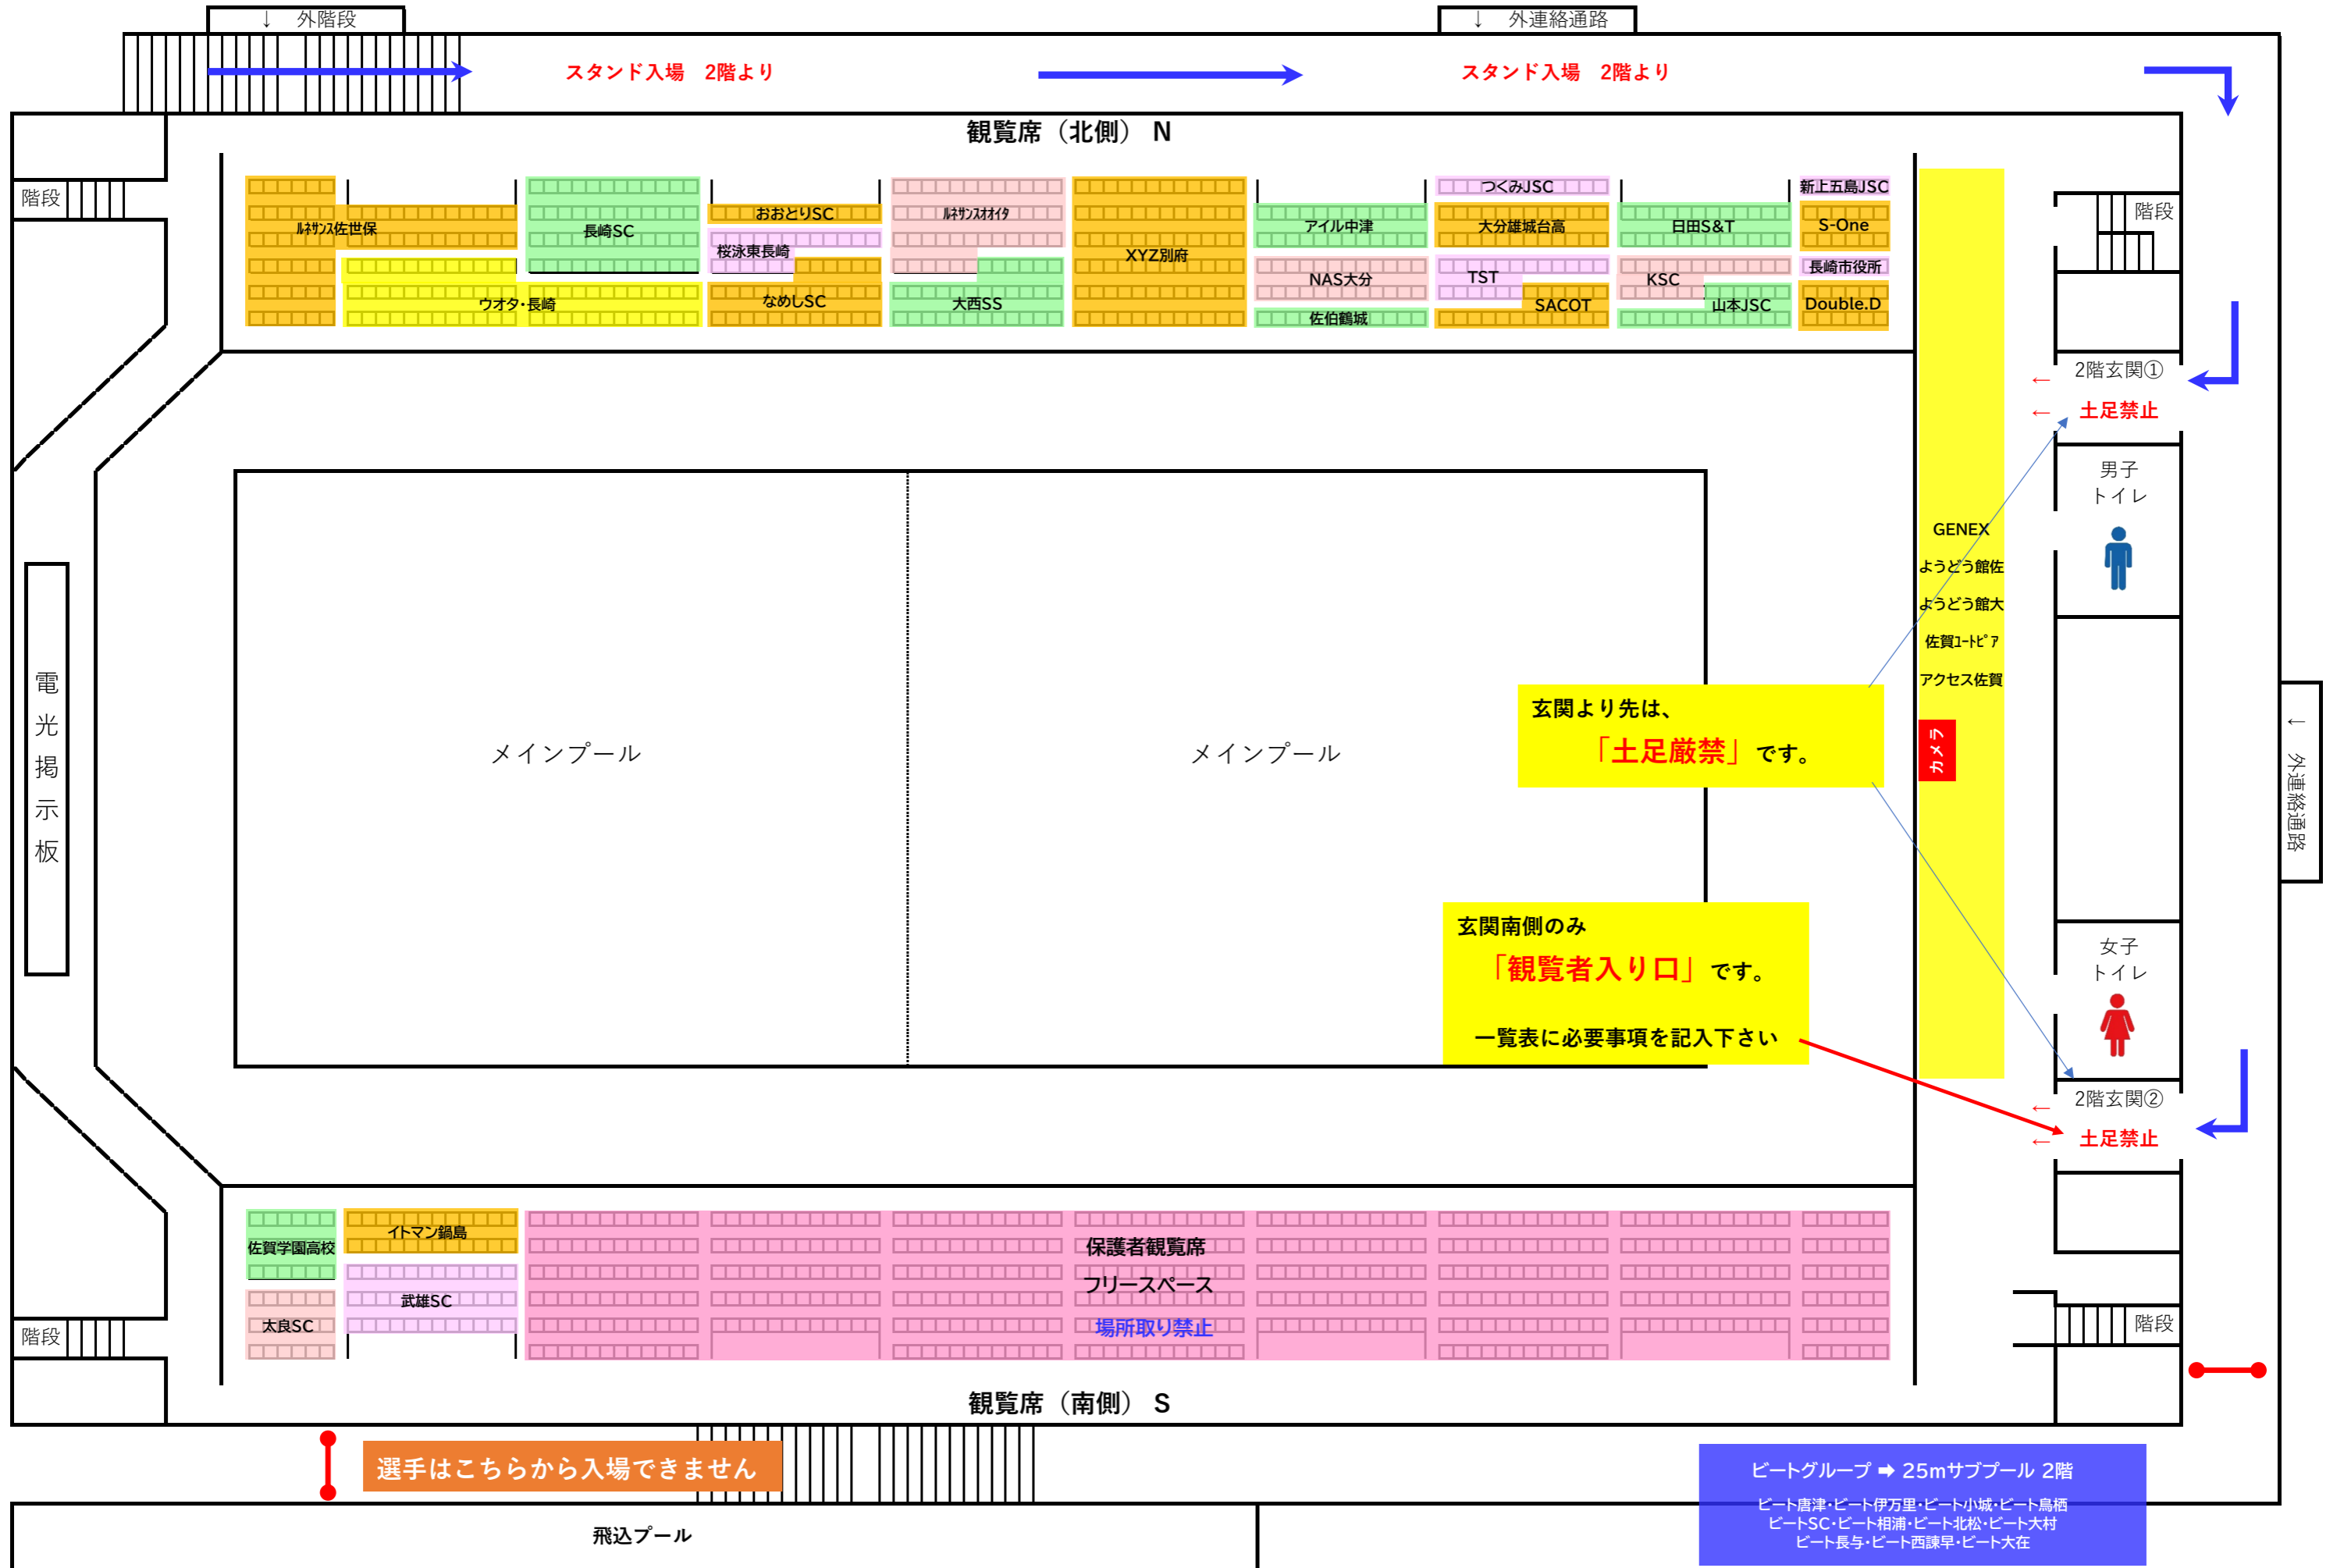 ↓ 外階段
↓ 外連絡通路
スタンド入場 2階より
スタンド入場 2階より
観覧席（北側） N
階段
階段
ﾙﾈｻﾝｽ佐世保
長崎SC
おおとりSC
桜泳東長崎
ﾙﾈｻﾝｽｵｵｲﾀ
XYZ別府
アイル中津
つくみJSC
大分雄城台高
日田S&T
新上五島JSC
S-One
長崎市役所
ウオタ・長崎
なめしSC
大西SS
NAS大分
佐伯鶴城
TST
SACOT
KSC
山本JSC
Double.D
2階玄関①
←
← 土足禁止
男子
トイレ
GENEX
ようどう館佐
ようどう館大
佐賀ﾕｰﾄﾋﾟｱ
アクセス佐賀
カメラ
電光掲示板
メインプール
メインプール
玄関より先は、
「土足厳禁」です。
← 外連絡通路
玄関南側のみ
「観覧者入り口」です。
一覧表に必要事項を記入下さい
女子
トイレ
2階玄関②
←
← 土足禁止
佐賀学園高校
イトマン鍋島
太良SC
武雄SC
保護者観覧席
フリースペース
場所取り禁止
階段
階段
観覧席（南側） S
選手はこちらから入場できません
飛込プール
ビートグループ ➡ 25mサブプール 2階
ビート唐津・ビート伊万里・ビート小城・ビート鳥栖
ビートSC・ビート相浦・ビート北松・ビート大村
ビート長与・ビート西諫早・ビート大在